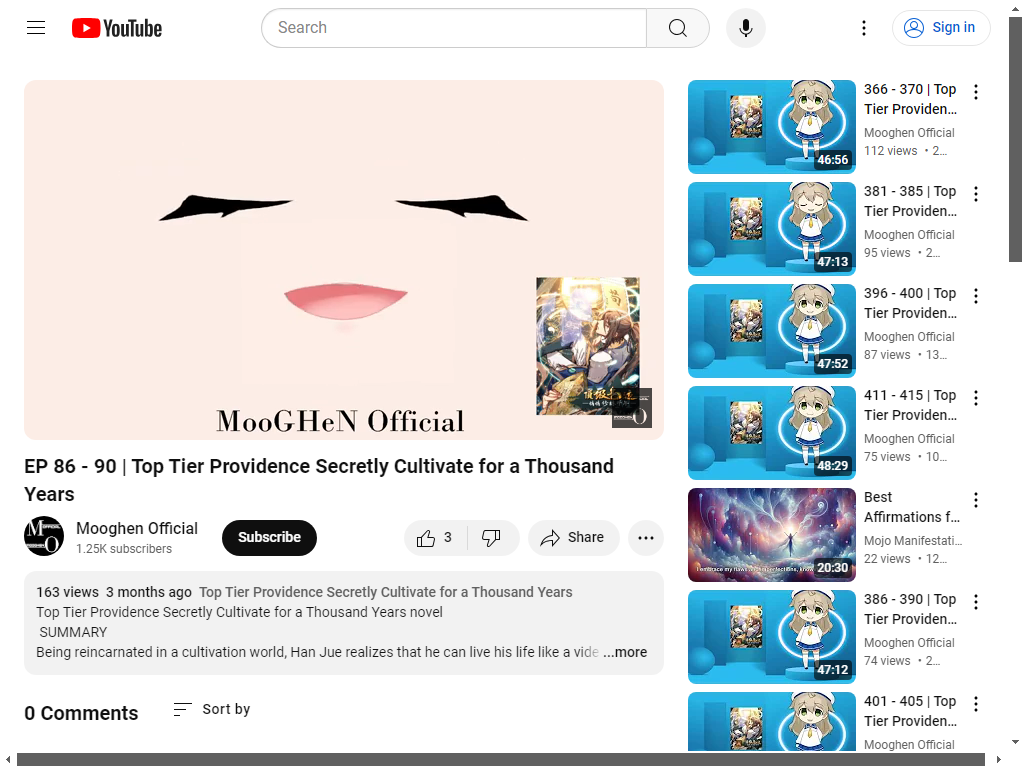 YouTube
Search
Sign in
MooGHeN Official
EP 86 - 90 | Top Tier Providence Secretly Cultivate for a Thousand
Years
Mooghen Official
1.25K subscribers
Subscribe
3
Share
163 views 3 months ago Top Tier Providence Secretly Cultivate for a Thousand Years
Top Tier Providence Secretly Cultivate for a Thousand Years novel
SUMMARY
Being reincarnated in a cultivation world, Han Jue realizes that he can live his life like a vide ...more
0 Comments
Sort by
366 - 370 | Top
Tier Providen...
Mooghen Official
112 views • 2...
46:56
381 - 385 | Top
Tier Providen...
Mooghen Official
95 views • 2...
47:13
396 - 400 | Top
Tier Providen...
Mooghen Official
87 views • 13...
47:52
411 - 415 | Top
Tier Providen...
Mooghen Official
75 views • 10...
48:29
Best
Affirmations f...
Mojo Manifestati...
22 views • 12...
20:30
386 - 390 | Top
Tier Providen...
Mooghen Official
74 views • 2...
47:12
401 - 405 | Top
Tier Providen...
Mooghen Official